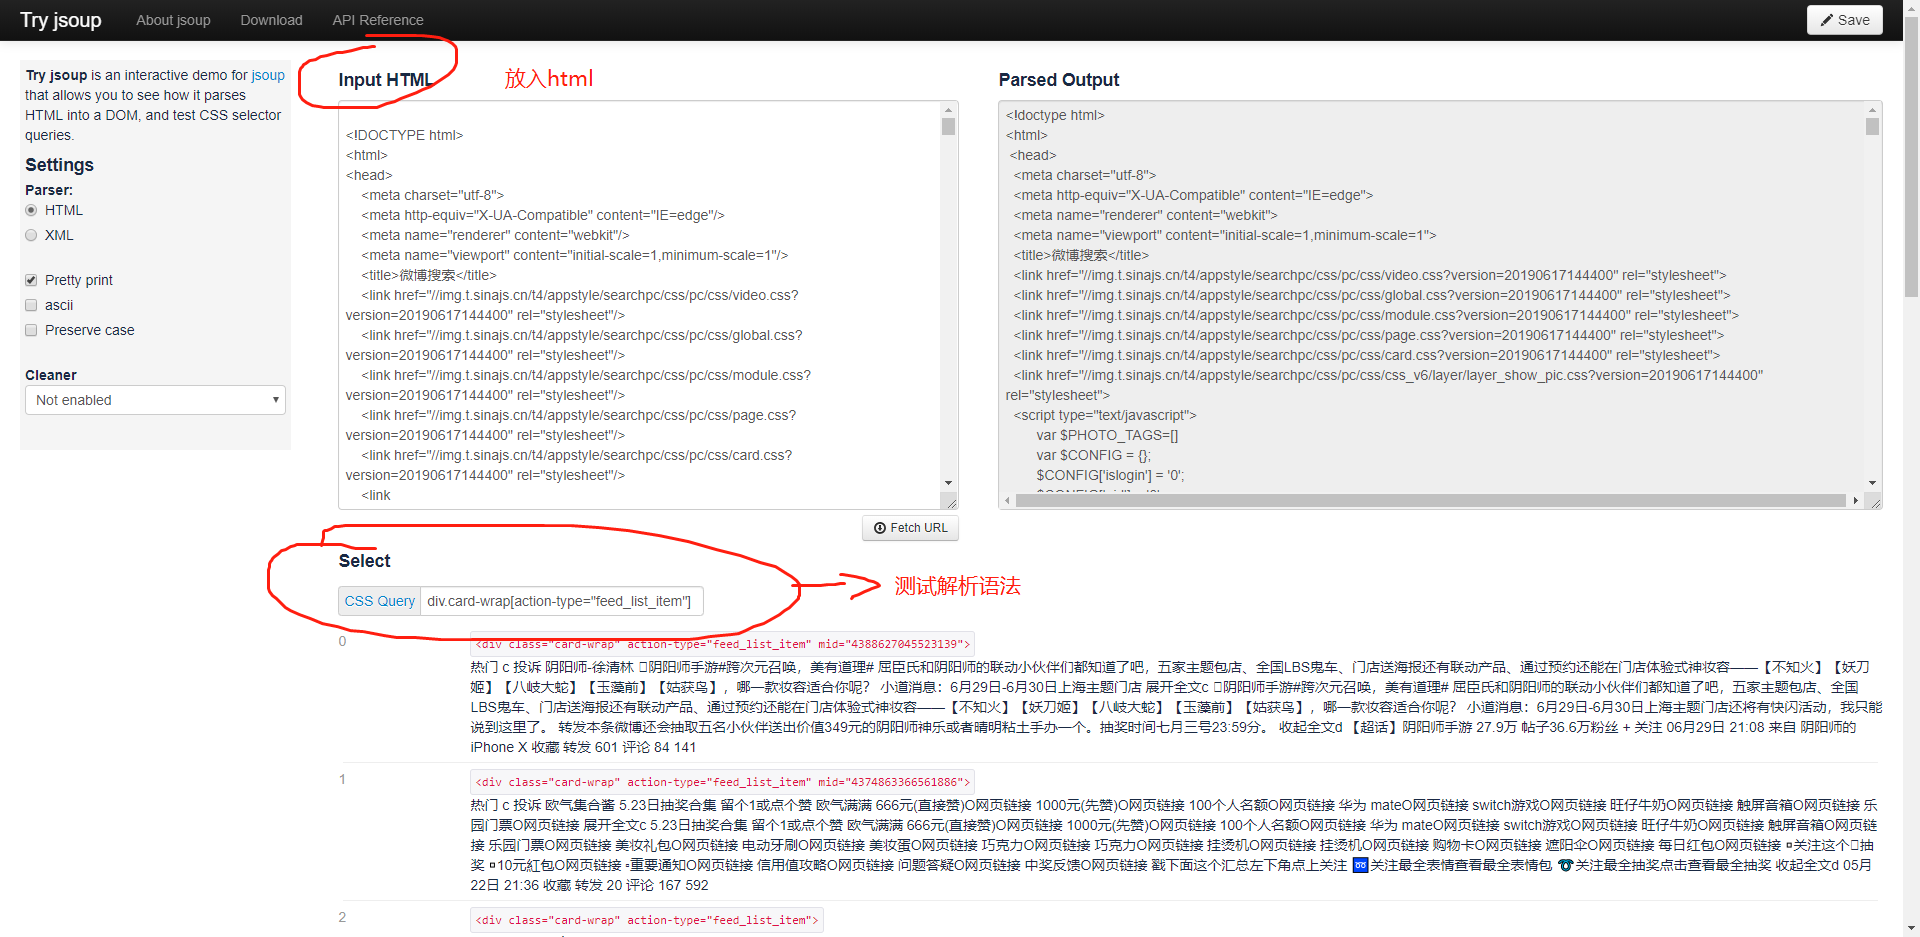 Try jsoup About jsoup Download API Reference Save
Try jsoup is an interactive demo for jsoup
that allows you to see how it parses
HTML into a DOM, and test CSS selector
queries.
Settings
Parser:
HTML
XML
Pretty print
ascii
Preserve case
Cleaner
Not enabled
Input HTML
放入html
<!DOCTYPE html>
<html>
<head>
<meta charset="utf-8">
<meta http-equiv="X-UA-Compatible" content="IE=edge"/>
<meta name="renderer" content="webkit"/>
<meta name="viewport" content="initial-scale=1,minimum-scale=1"/>
<title>微博搜索</title>
<link href="//img.t.sinajs.cn/t4/appstyle/searchpc/css/pc/css/video.css?
version=20190617144400" rel="stylesheet"/>
<link href="//img.t.sinajs.cn/t4/appstyle/searchpc/css/pc/css/global.css?
version=20190617144400" rel="stylesheet"/>
<link href="//img.t.sinajs.cn/t4/appstyle/searchpc/css/pc/css/module.css?
version=20190617144400" rel="stylesheet"/>
<link href="//img.t.sinajs.cn/t4/appstyle/searchpc/css/pc/css/page.css?
version=20190617144400" rel="stylesheet"/>
<link href="//img.t.sinajs.cn/t4/appstyle/searchpc/css/pc/css/card.css?
version=20190617144400" rel="stylesheet"/>
<link
Fetch URL
Parsed Output
<!doctype html>
<html>
<head>
<meta charset="utf-8">
<meta http-equiv="X-UA-Compatible" content="IE=edge">
<meta name="renderer" content="webkit">
<meta name="viewport" content="initial-scale=1,minimum-scale=1">
<title>微博搜索</title>
<link href="//img.t.sinajs.cn/t4/appstyle/searchpc/css/pc/css/video.css?version=20190617144400" rel="stylesheet">
<link href="//img.t.sinajs.cn/t4/appstyle/searchpc/css/pc/css/global.css?version=20190617144400" rel="stylesheet">
<link href="//img.t.sinajs.cn/t4/appstyle/searchpc/css/pc/css/module.css?version=20190617144400" rel="stylesheet">
<link href="//img.t.sinajs.cn/t4/appstyle/searchpc/css/pc/css/page.css?version=20190617144400" rel="stylesheet">
<link href="//img.t.sinajs.cn/t4/appstyle/searchpc/css/pc/css/card.css?version=20190617144400" rel="stylesheet">
<link href="//img.t.sinajs.cn/t4/appstyle/searchpc/css/pc/css/css_v6/layer/layer_show_pic.css?version=20190617144400"
rel="stylesheet">
<script type="text/javascript">
var $PHOTO_TAGS=[]
var $CONFIG = {};
$CONFIG['islogin'] = '0';
Select
CSS Query div.card-wrap[action-type="feed_list_item"]
测试解析语法
0
<div class="card-wrap" action-type="feed_list_item" mid="4388627045523139">
热门 c 投诉 阴阳师-徐清林 阴阳师手游#跨次元召唤，美有道理# 屈臣氏和阴阳师的联动小伙伴们都知道了吧，五家主题包店、全国LBS鬼车、门店送海报还有联动产品、通过预约还能在门店体验式神妆容——【不知火】【妖刀
姬】【八岐大蛇】【玉藻前】【姑获鸟】，哪一款妆容适合你呢？ 小道消息：6月29日-6月30日上海主题门店 展开全文c 阴阳师手游#跨次元召唤，美有道理# 屈臣氏和阴阳师的联动小伙伴们都知道了吧，五家主题包店、全国
LBS鬼车、门店送海报还有联动产品、通过预约还能在门店体验式神妆容——【不知火】【妖刀姬】【八岐大蛇】【玉藻前】【姑获鸟】，哪一款妆容适合你呢？ 小道消息：6月29日-6月30日上海主题门店还将有快闪活动，我只能
说到这里了。 转发本条微博还会抽取五名小伙伴送出价值349元的阴阳师神乐或者晴明粘土手办一个。抽奖时间七月三号23:59分。 收起全文d 【超话】阴阳师手游 27.9万 帖子36.6万粉丝 + 关注 06月29日 21:08 来自 阴阳师的
iPhone X 收藏 转发 601 评论 84 141
1
<div class="card-wrap" action-type="feed_list_item" mid="4374863366561886">
热门 c 投诉 欧气集合酱 5.23日抽奖合集 留个1或点个赞 欧气满满 666元(直接赞)O网页链接 1000元(先赞)O网页链接 100个人名额O网页链接 华为 mateO网页链接 switch游戏O网页链接 旺仔牛奶O网页链接 触屏音箱O网页链接 乐
园门票O网页链接 展开全文c 5.23日抽奖合集 留个1或点个赞 欧气满满 666元(直接赞)O网页链接 1000元(先赞)O网页链接 100个人名额O网页链接 华为 mateO网页链接 switch游戏O网页链接 旺仔牛奶O网页链接 触屏音箱O网页链
接 乐园门票O网页链接 美妆礼包O网页链接 电动牙刷O网页链接 美妆蛋O网页链接 巧克力O网页链接 巧克力O网页链接 挂烫机O网页链接 挂烫机O网页链接 购物卡O网页链接 遮阳伞O网页链接 每日红包O网页链接 关注这个抽
奖 10元紅包O网页链接 重要通知O网页链接 信用值攻略O网页链接 问题答疑O网页链接 中奖反馈O网页链接 戳下面这个汇总左下角点上关注 ➿关注最全表情查看最全表情包 ➰关注最全抽奖点击查看最全抽奖 收起全文d 05月
22日 21:36 收藏 转发 20 评论 167 592
2
<div class="card-wrap" action-type="feed_list_item">